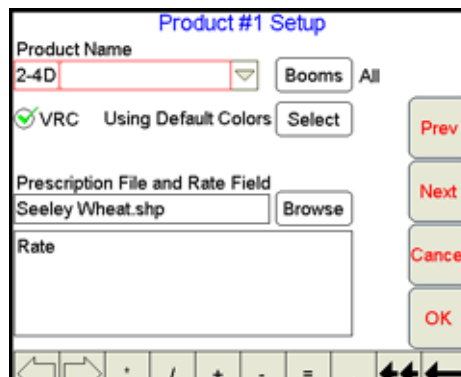 Product #1 Setup
Product Name
2-4D
Booms All
VRC Using Default Colors Select
Prev
Prescription File and Rate Field
Next
Seeley Wheat.shp Browse
Rate
Cance
OK
* / + - =